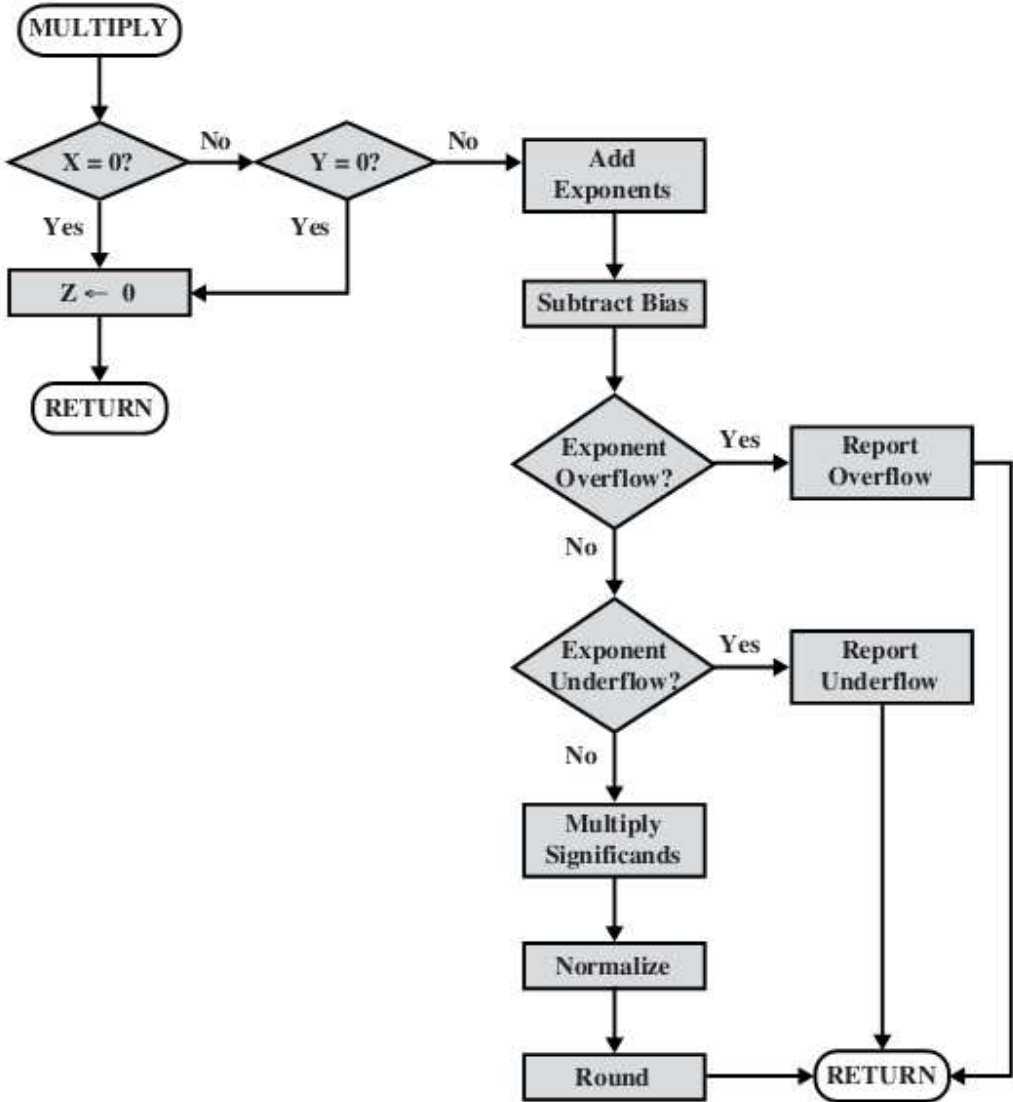 MULTIPLY
X = 0?
No
Y = 0?
No
Add
Exponents
Yes
Yes
Z ← 0
RETURN
Subtract Bias
Exponent
Overflow?
Yes
Report
Overflow
No
Exponent
Underflow?
Yes
Report
Underflow
No
Multiply
Significands
Normalize
Round
RETURN